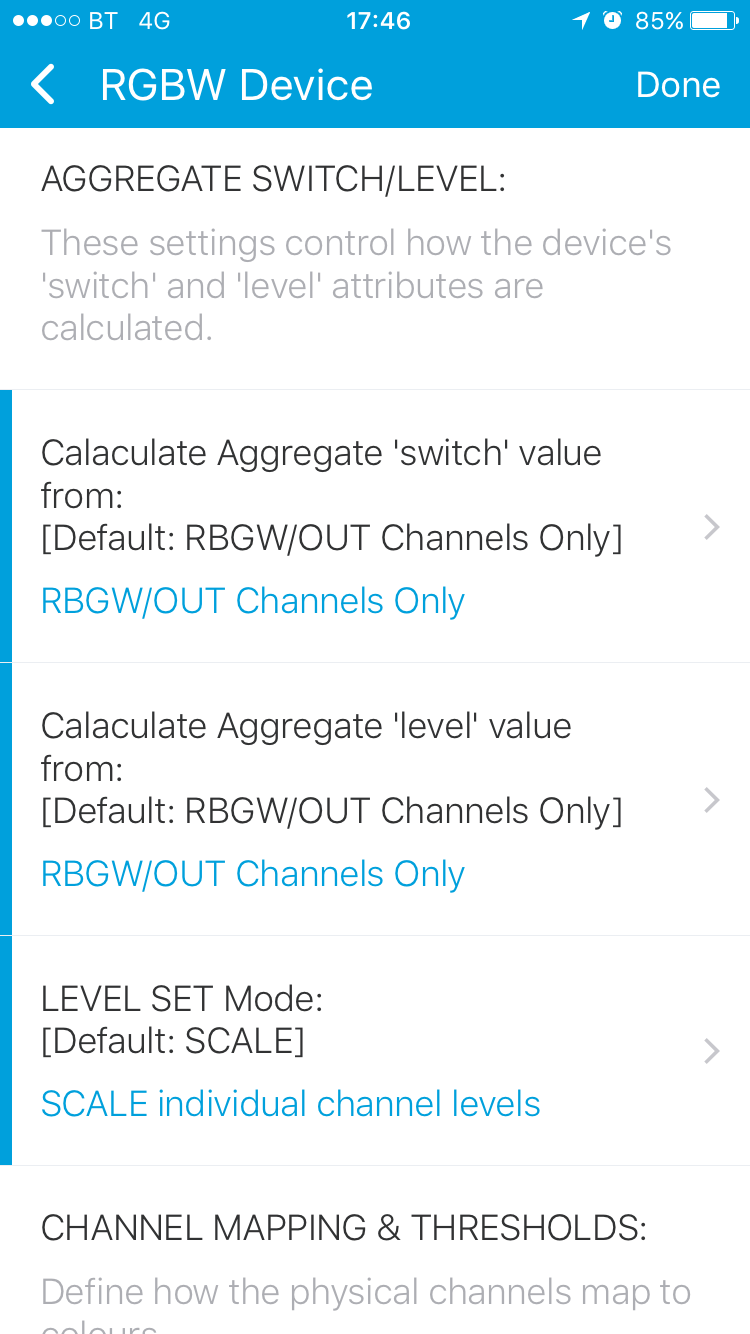 BT 4G 17:46 85%
RGBW Device Done
AGGREGATE SWITCH/LEVEL:
These settings control how the device's
'switch' and 'level' attributes are
calculated.
Calaculate Aggregate 'switch' value
from:
[Default: RBGW/OUT Channels Only]
RBGW/OUT Channels Only
Calaculate Aggregate 'level' value
from:
[Default: RBGW/OUT Channels Only]
RBGW/OUT Channels Only
LEVEL SET Mode:
[Default: SCALE]
SCALE individual channel levels
CHANNEL MAPPING & THRESHOLDS:
Define how the physical channels map to
colours